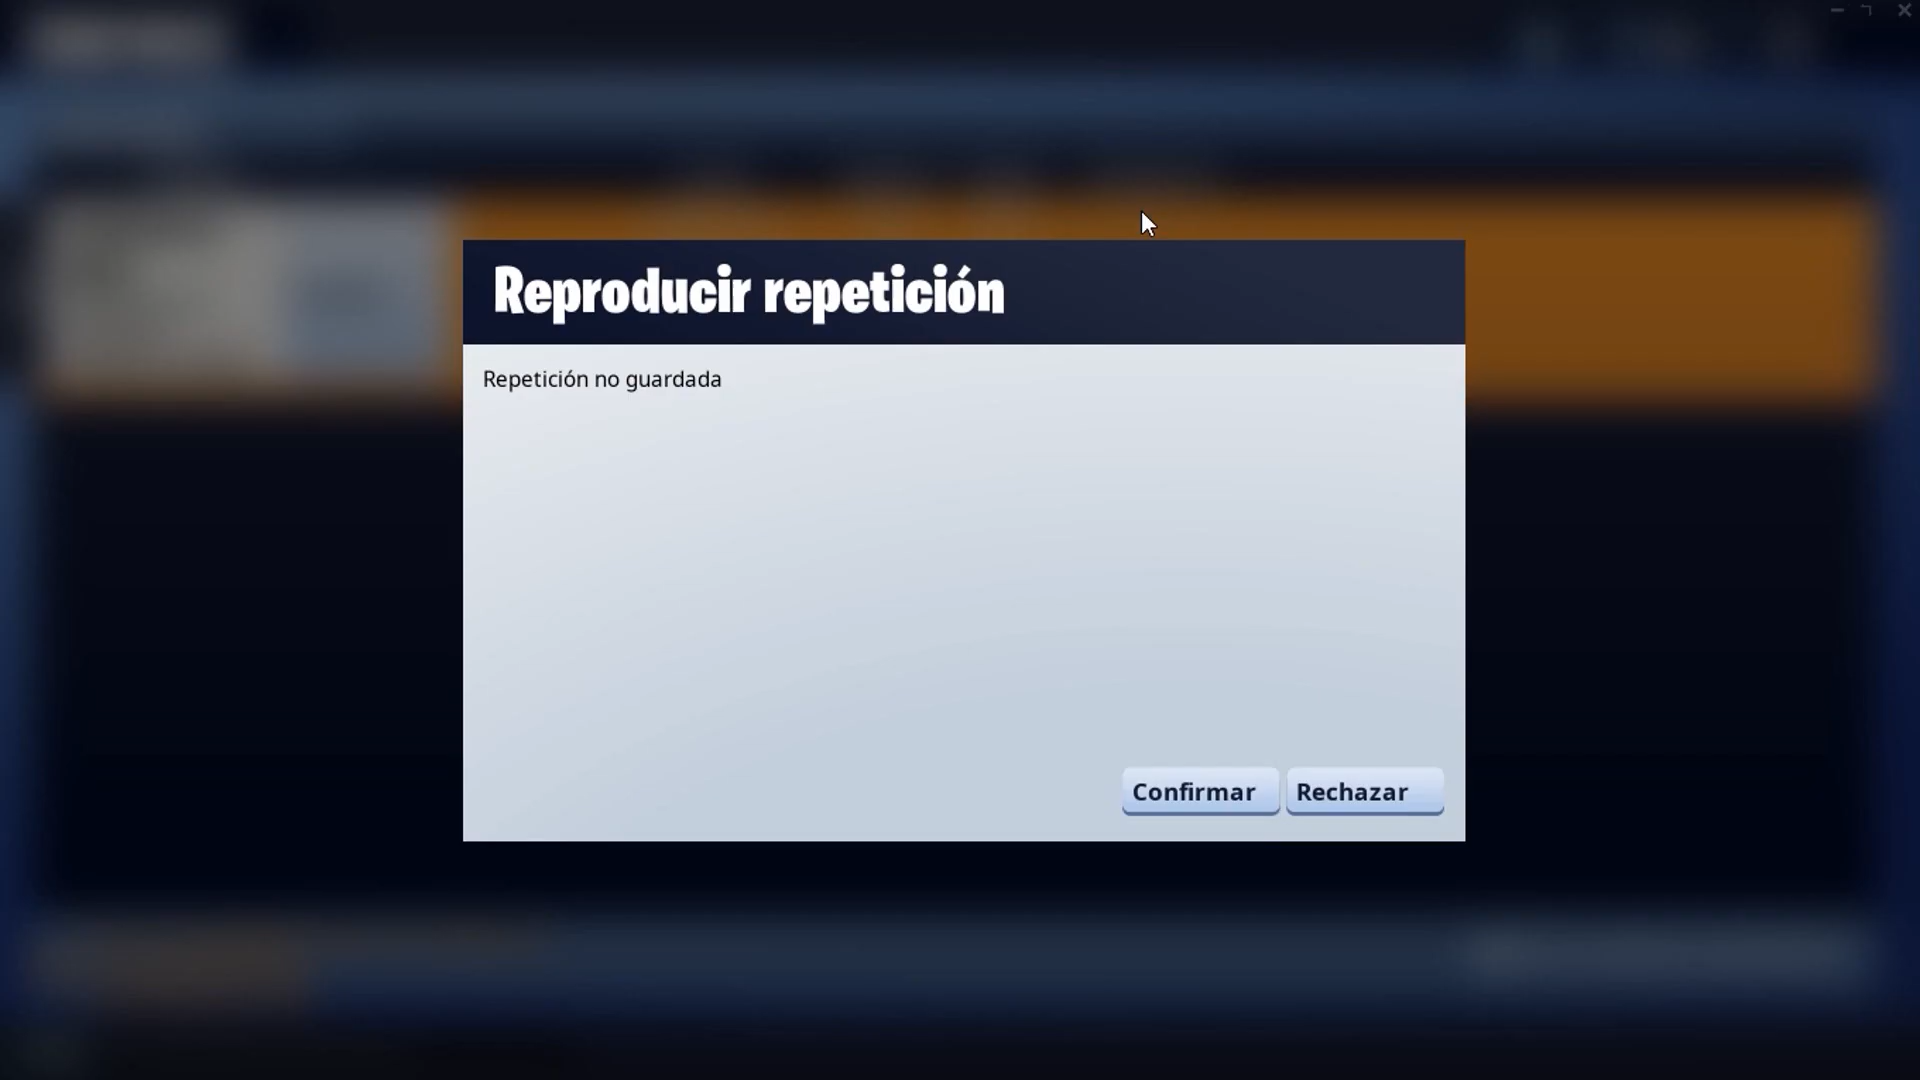 Reproducir repetición
Repetición no guardada
Confirmar
Rechazar